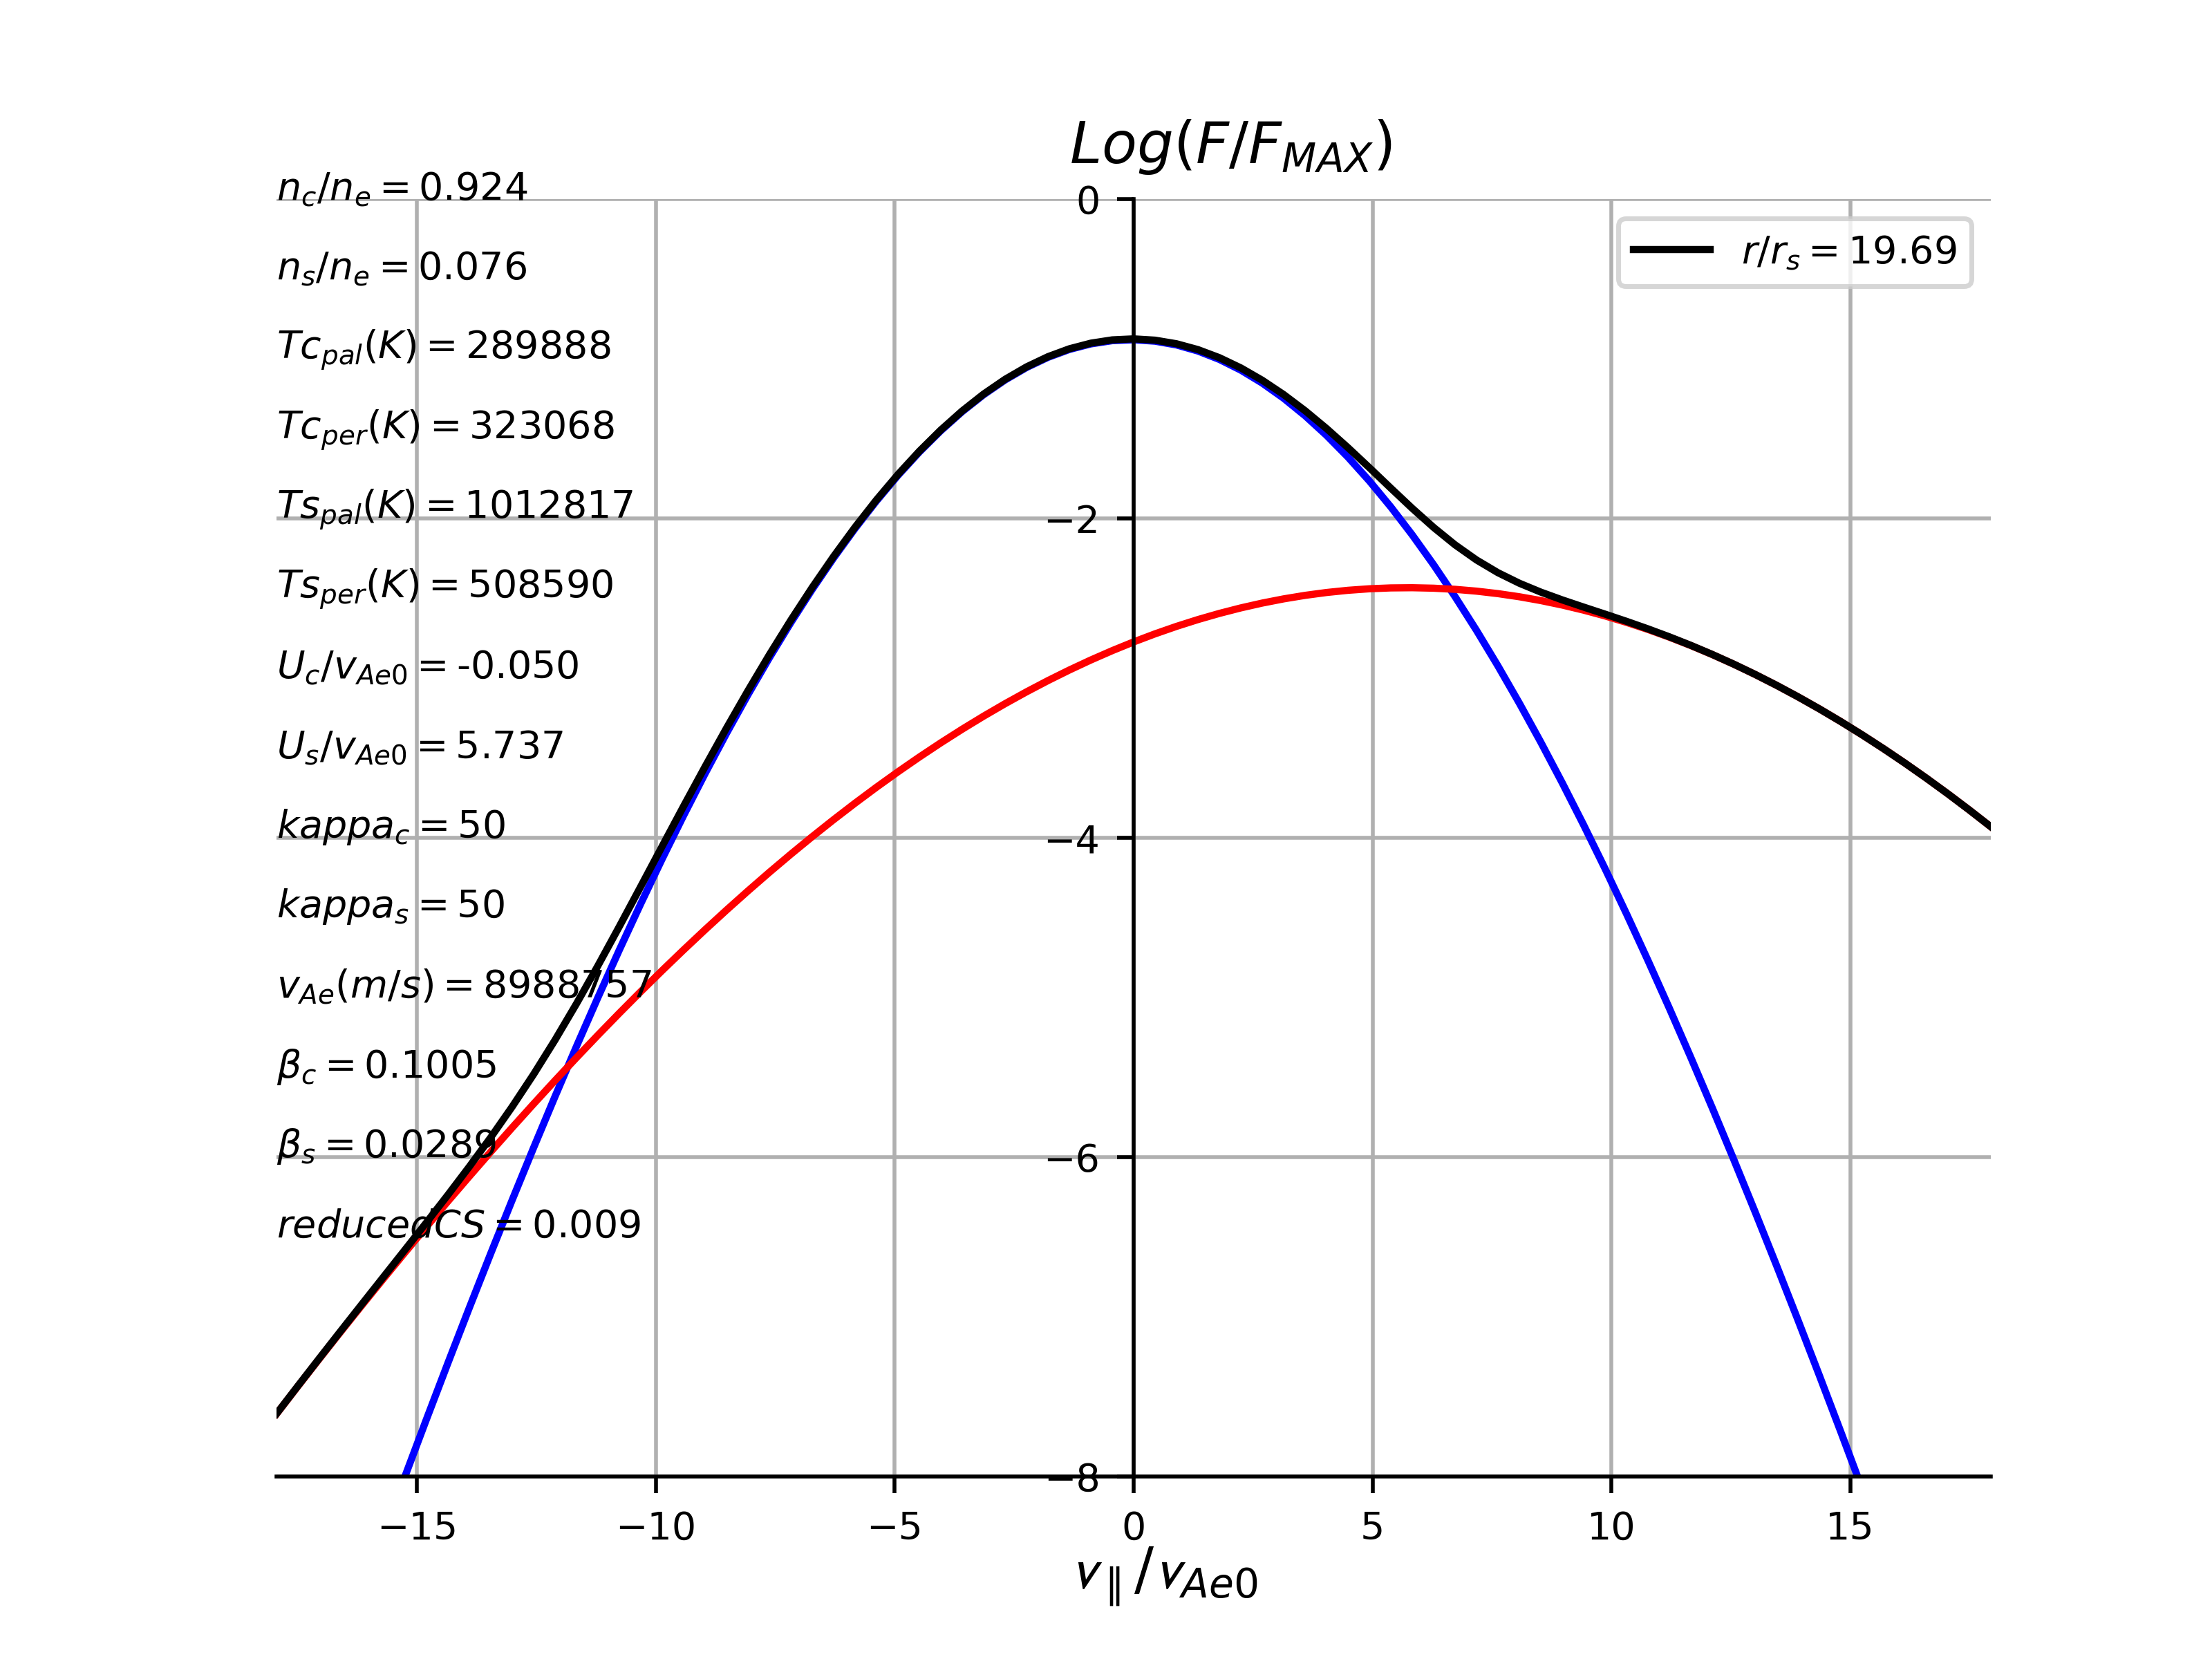 Log(F/F_MAX)
n_c/n_e = 0.924
0
r/r_s = 19.69
n_s/n_e = 0.076
Tc_pal(K) = 289888
Tc_per(K) = 323068
Ts_pal(K) = 1012817
−2
Ts_per(K) = 508590
U_c/v_Ae0 = -0.050
U_s/v_Ae0 = 5.737
kappa_c = 50
−4
kappa_s = 50
v_Ae(m/s) = 8988757
β_c = 0.1005
β_s = 0.0289
−6
reducedCS = 0.009
−8
−15 −10 −5 0 5 10 15
v_∥/v_Ae0